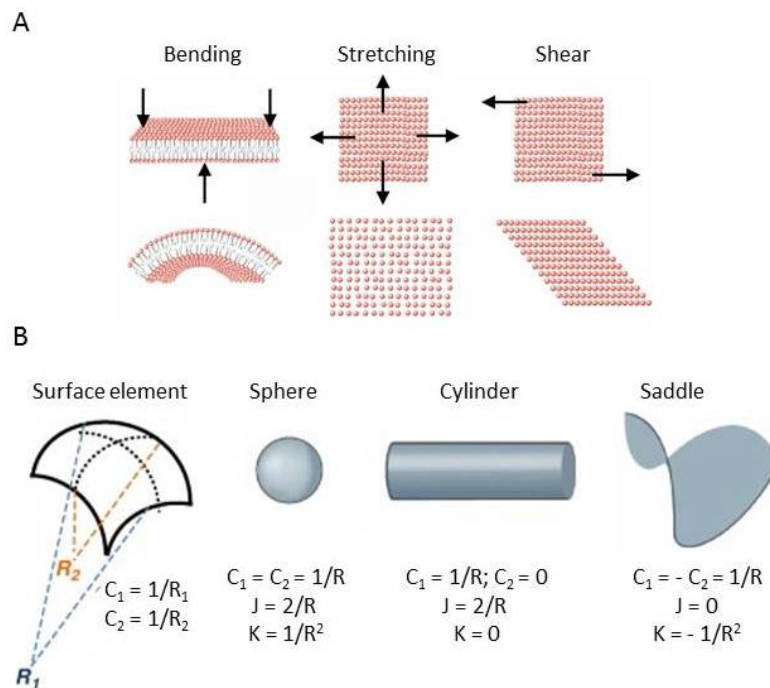 A
Bending Stretching Shear
B
Surface element Sphere Cylinder Saddle
R₂
R₁
C₁ = 1/R₁
C₂ = 1/R₂
C₁ = C₂ = 1/R
J = 2/R
K = 1/R²
C₁ = 1/R; C₂ = 0
J = 2/R
K = 0
C₁ = - C₂ = 1/R
J = 0
K = - 1/R²